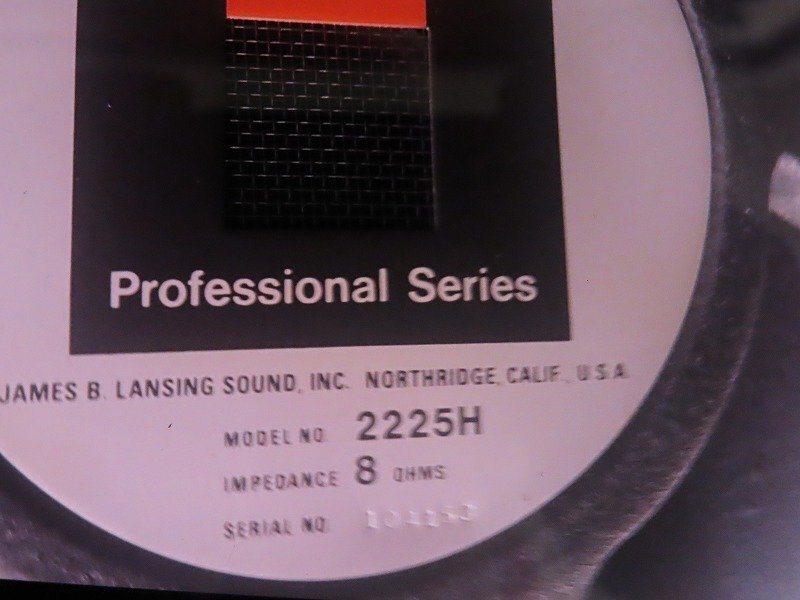 Professional Series
JAMES B. LANSING SOUND, INC. NORTHRIDGE, CALIF., U.S.A.
MODEL NO. 2225H
IMPEDANCE 8 OHMS
SERIAL NO.